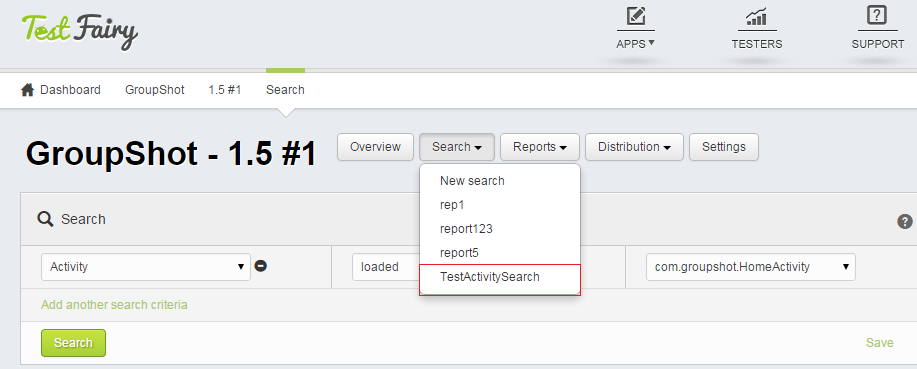 Test Fairy
APPS
TESTERS
SUPPORT
Dashboard GroupShot 1.5 #1 Search
GroupShot - 1.5 #1
Overview Search Reports Distribution Settings
New search
rep1
report123
report5
TestActivitySearch
Search
Activity loaded com.groupshot.HomeActivity
Add another search criteria
Search Save